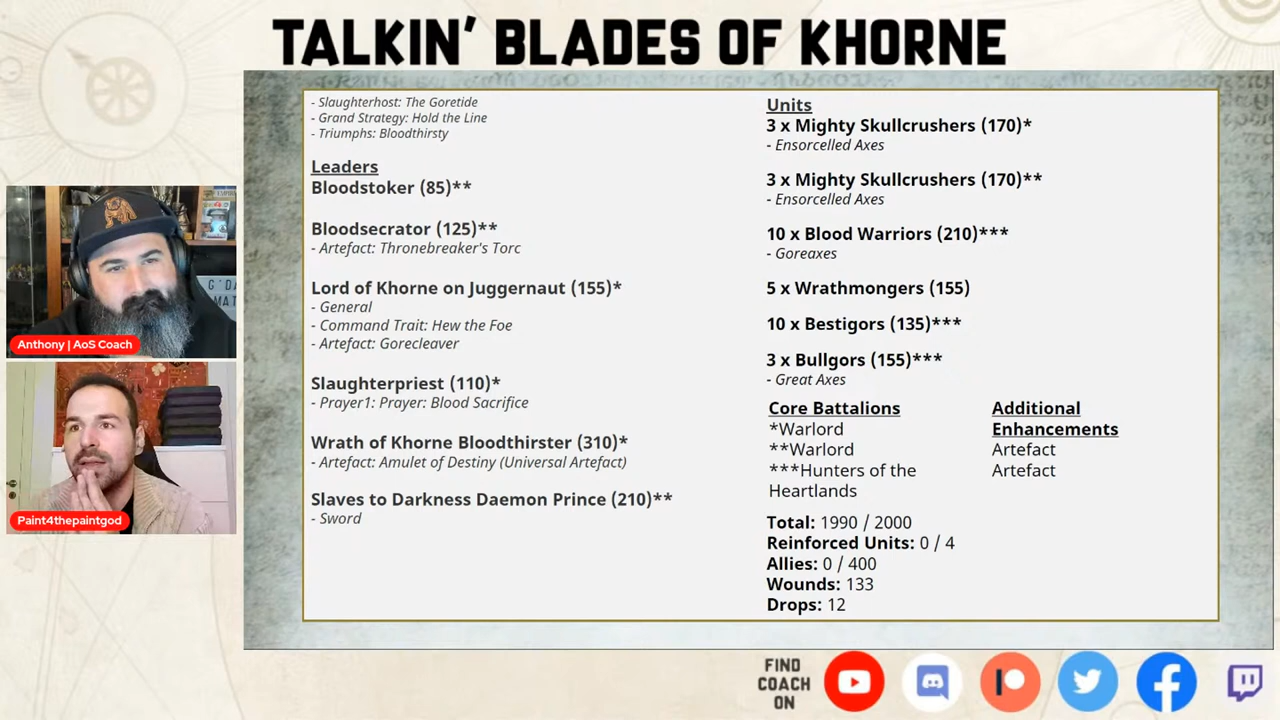 TALKIN' BLADES OF KHORNE
- Slaughterhost: The Goretide
- Grand Strategy: Hold the Line
- Triumphs: Bloodthirsty
Leaders
Bloodstoker (85)**
Bloodsecrator (125)**
- Artefact: Thronebreaker's Torc
Lord of Khorne on Juggernaut (155)*
- General
- Command Trait: Hew the Foe
- Artefact: Gorecleaver
Slaughterpriest (110)*
- Prayer1: Prayer: Blood Sacrifice
Wrath of Khorne Bloodthirster (310)*
- Artefact: Amulet of Destiny (Universal Artefact)
Slaves to Darkness Daemon Prince (210)**
- Sword
Units
3 x Mighty Skullcrushers (170)*
- Ensorcelled Axes
3 x Mighty Skullcrushers (170)**
- Ensorcelled Axes
10 x Blood Warriors (210)***
- Goreaxes
5 x Wrathmongers (155)
10 x Bestigors (135)***
3 x Bullgors (155)***
- Great Axes
Core Battalions
*Warlord
**Warlord
***Hunters of the
Heartlands
Additional
Enhancements
Artefact
Artefact
Total: 1990 / 2000
Reinforced Units: 0 / 4
Allies: 0 / 400
Wounds: 133
Drops: 12
G'DA
MAT
Anthony | AoS Coach
Paint4thepaintgod
FIND
COACH
ON